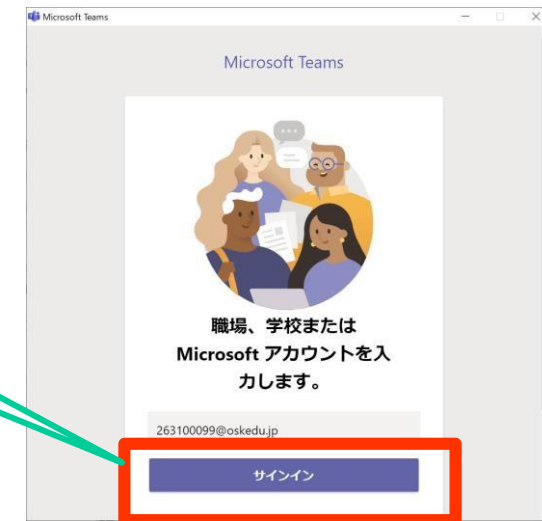 Microsoft Teams
Microsoft Teams
職場、学校または
Microsoft アカウントを入
力します。
263100099@oskedu.jp
サインイン